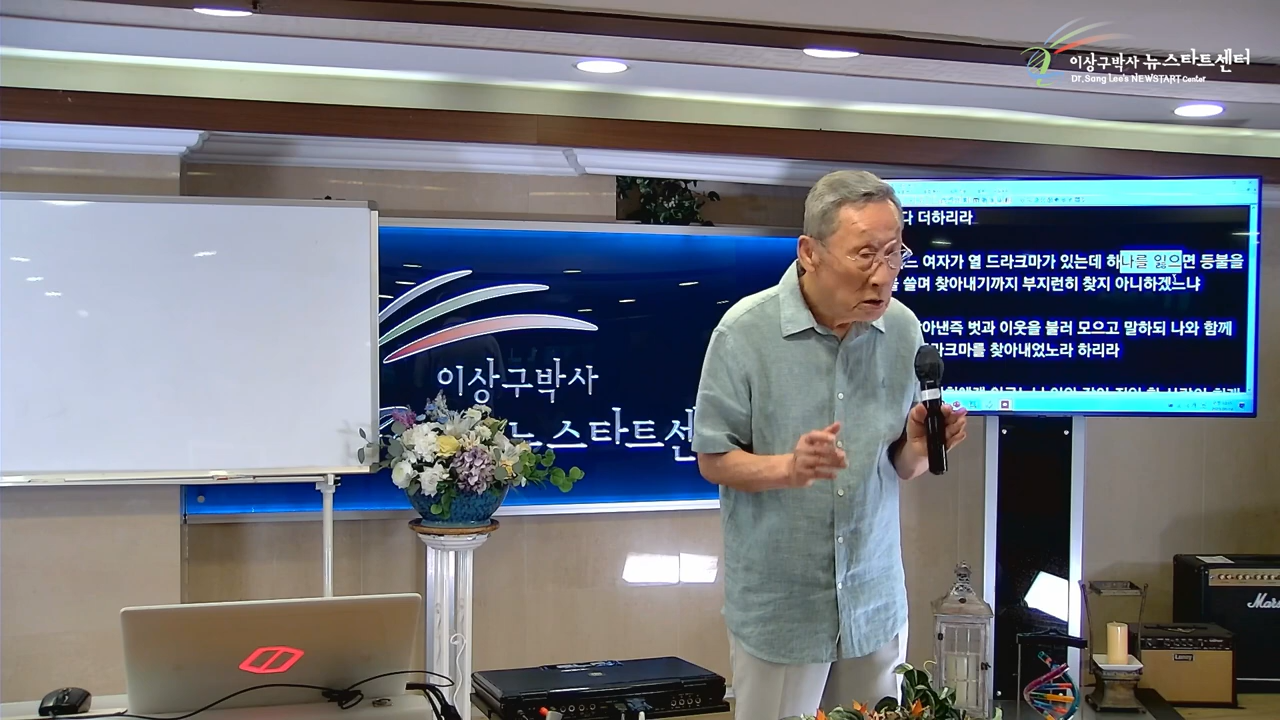 이상구박사 뉴스타트센터
Dr. Sang Lee's NEWSTART Center
다 더하리라
여자가 열 드라크마가 있는데 하나를 잃으면 등불을
쓸며 찾아내기까지 부지런히 찾지 아니하겠느냐
찾아낸즉 벗과 이웃을 불러 모으고 말하되 나와 함께
드라크마를 찾아내었노라 하리라
이상구박사
뉴스타트센
Laney